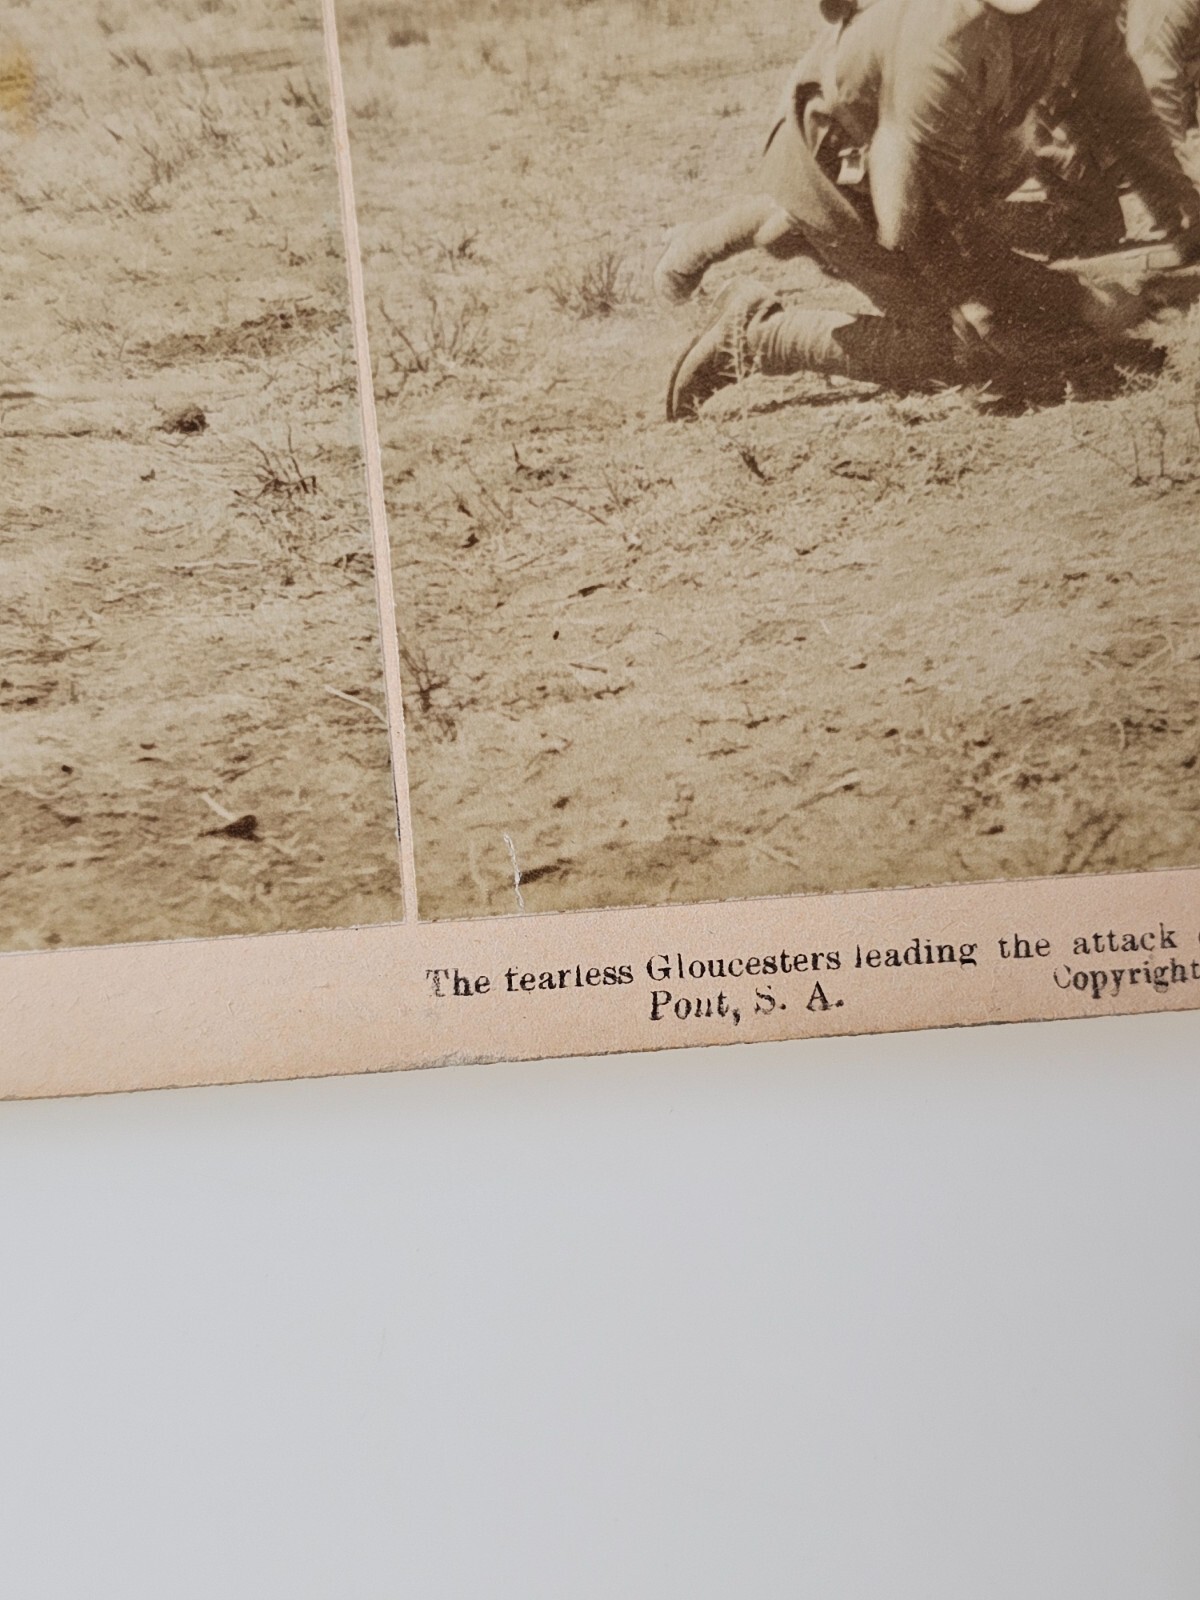 The fearless Gloucesters leading the attack
Pont, S. A.
Copyright